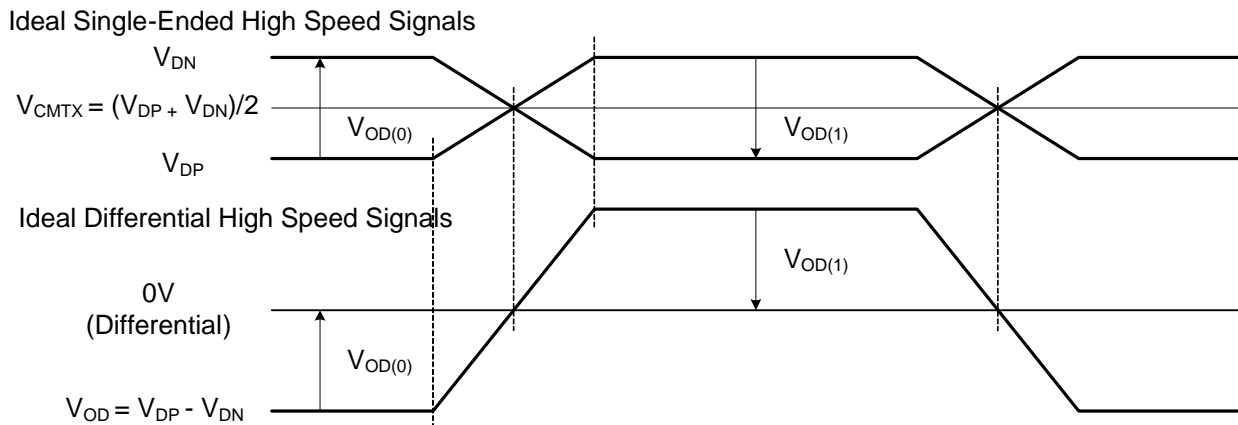 Ideal Single-Ended High Speed Signals
V_DN
V_CMTX = (V_DP + V_DN)/2
V_OD(0)
V_OD(1)
V_DP
Ideal Differential High Speed Signals
V_OD(1)
0V
(Differential)
V_OD(0)
V_OD = V_DP - V_DN